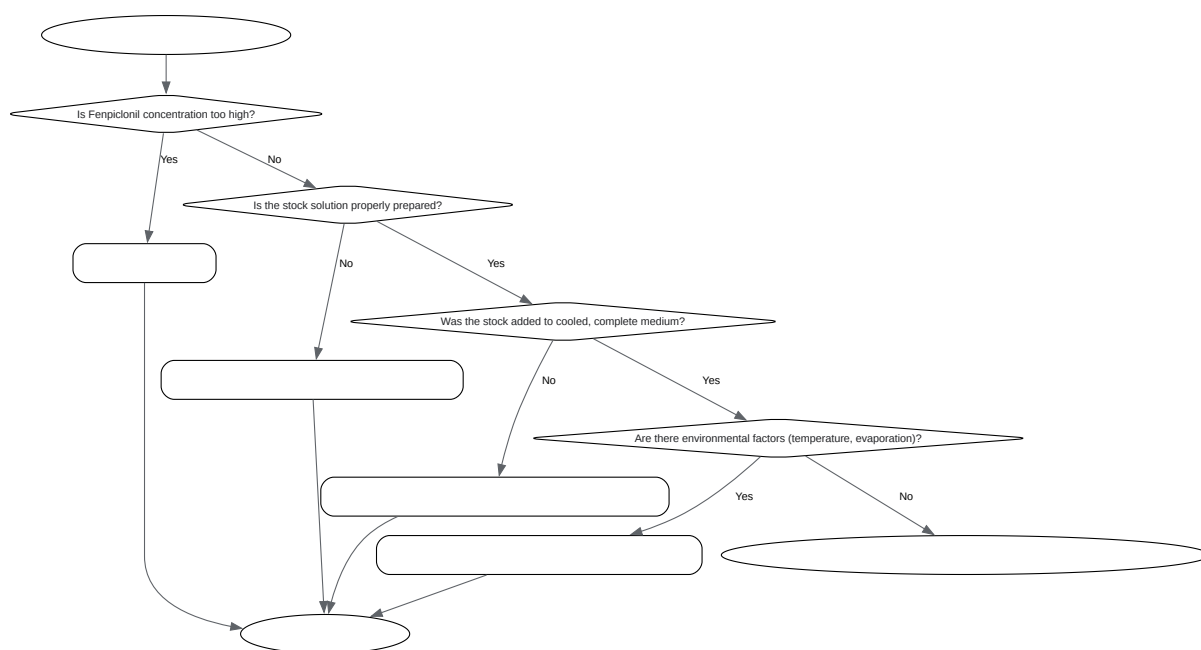 Is Fenpiclonil concentration too high?
Yes
No
Is the stock solution properly prepared?
No
Yes
Was the stock added to cooled, complete medium?
No
Yes
Are there environmental factors (temperature, evaporation)?
Yes
No